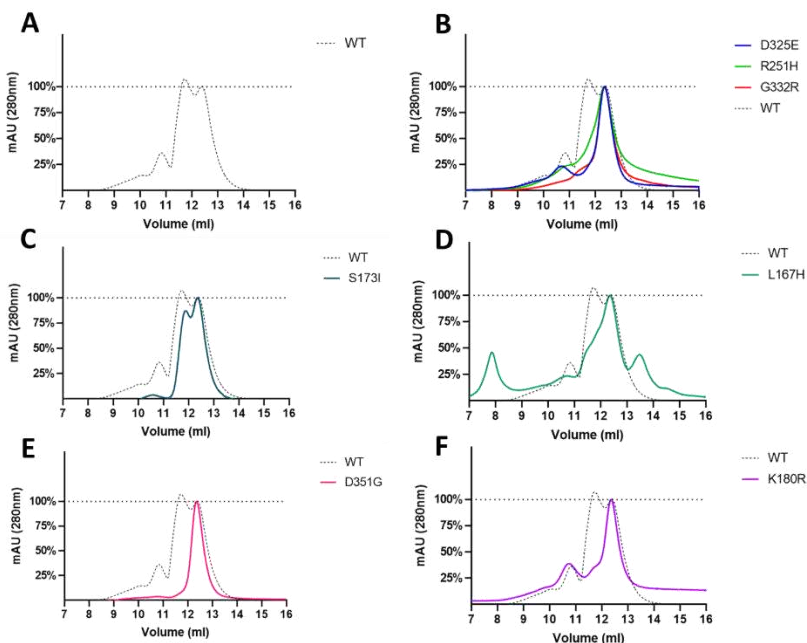 A
WT
mAU (280nm)
100%
75%
50%
25%
7 8 9 10 11 12 13 14 15 16
Volume (ml)
B
D325E
R251H
G332R
WT
mAU (280nm)
100%
75%
50%
25%
7 8 9 10 11 12 13 14 15 16
Volume (ml)
C
WT
S173I
mAU (280nm)
100%
75%
50%
25%
7 8 9 10 11 12 13 14 15 16
Volume (ml)
D
WT
L167H
mAU (280nm)
100%
75%
50%
25%
7 8 9 10 11 12 13 14 15 16
Volume (ml)
E
WT
D351G
mAU (280nm)
100%
75%
50%
25%
7 8 9 10 11 12 13 14 15 16
Volume (ml)
F
WT
K180R
mAU (280nm)
100%
75%
50%
25%
7 8 9 10 11 12 13 14 15 16
Volume (ml)